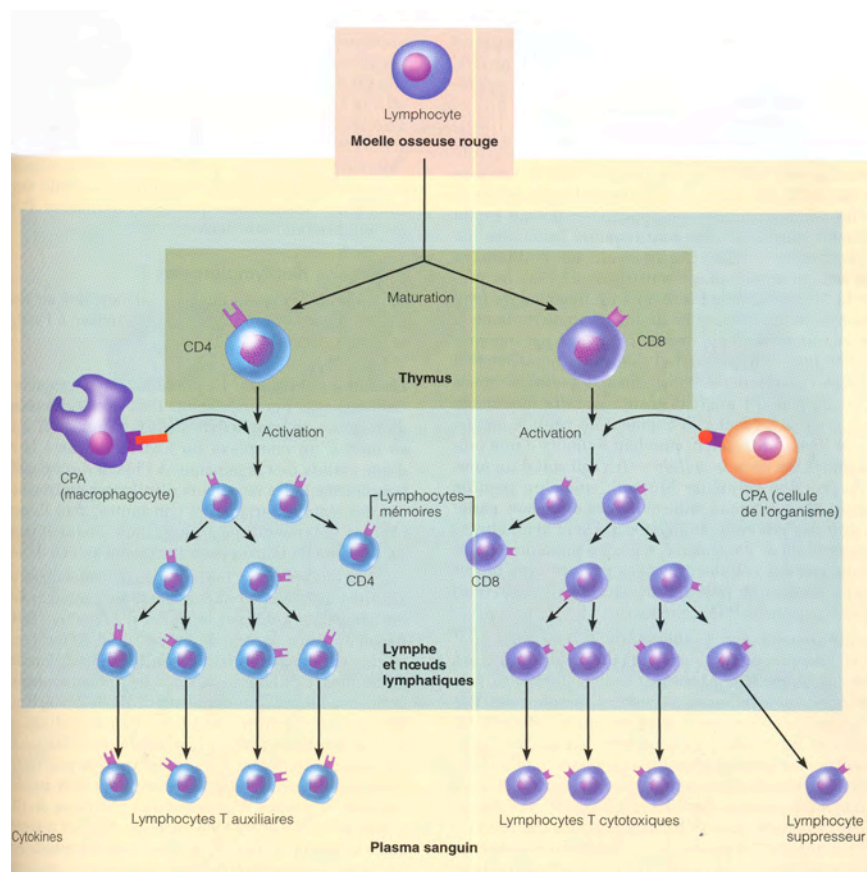 Lymphocyte
Moelle osseuse rouge
Maturation
CD4
CD8
Thymus
Activation
Activation
CPA
(macrophagocyte)
CPA (cellule
de l'organisme)
Lymphocytes
mémoires
CD4
CD8
Lymphe
et nœuds
lymphatiques
Lymphocytes T auxiliaires
Lymphocytes T cytotoxiques
Lymphocyte
suppresseur
Cytokines
Plasma sanguin